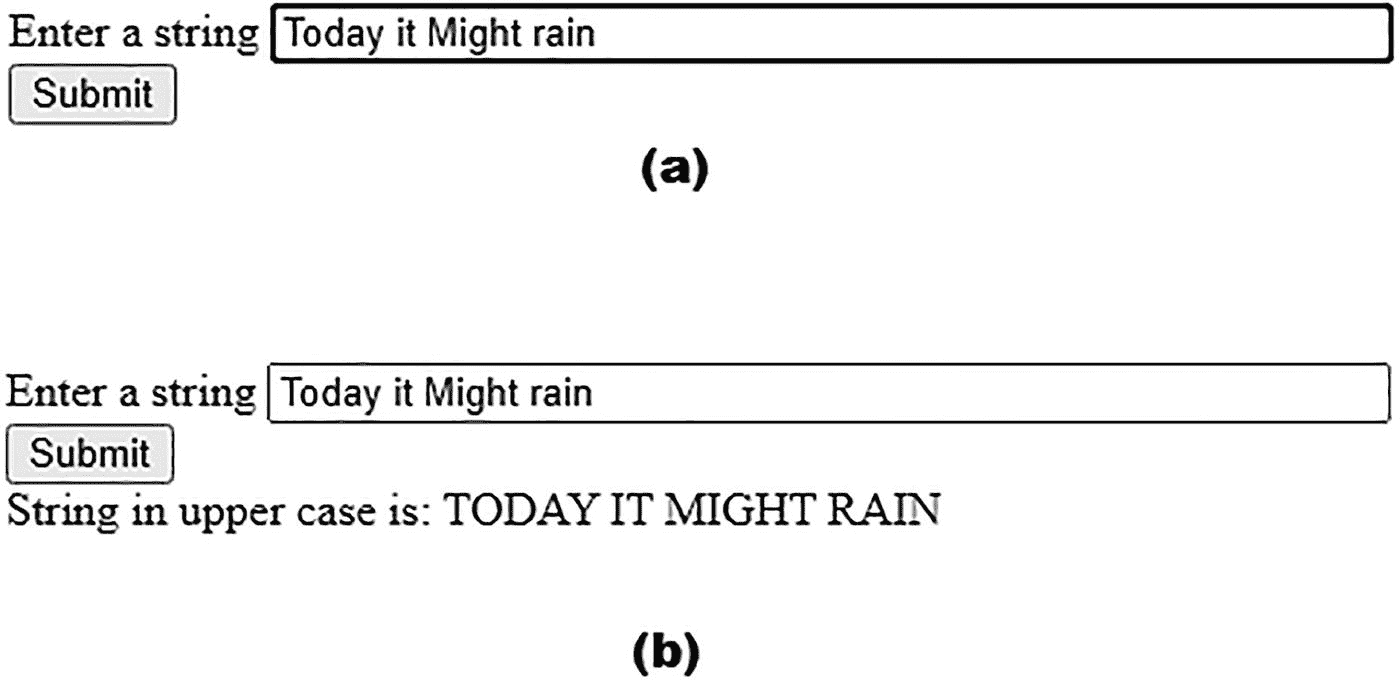 Enter a string Today it Might rain
Submit
(a)
Enter a string Today it Might rain
Submit
String in upper case is: TODAY IT MIGHT RAIN
(b)